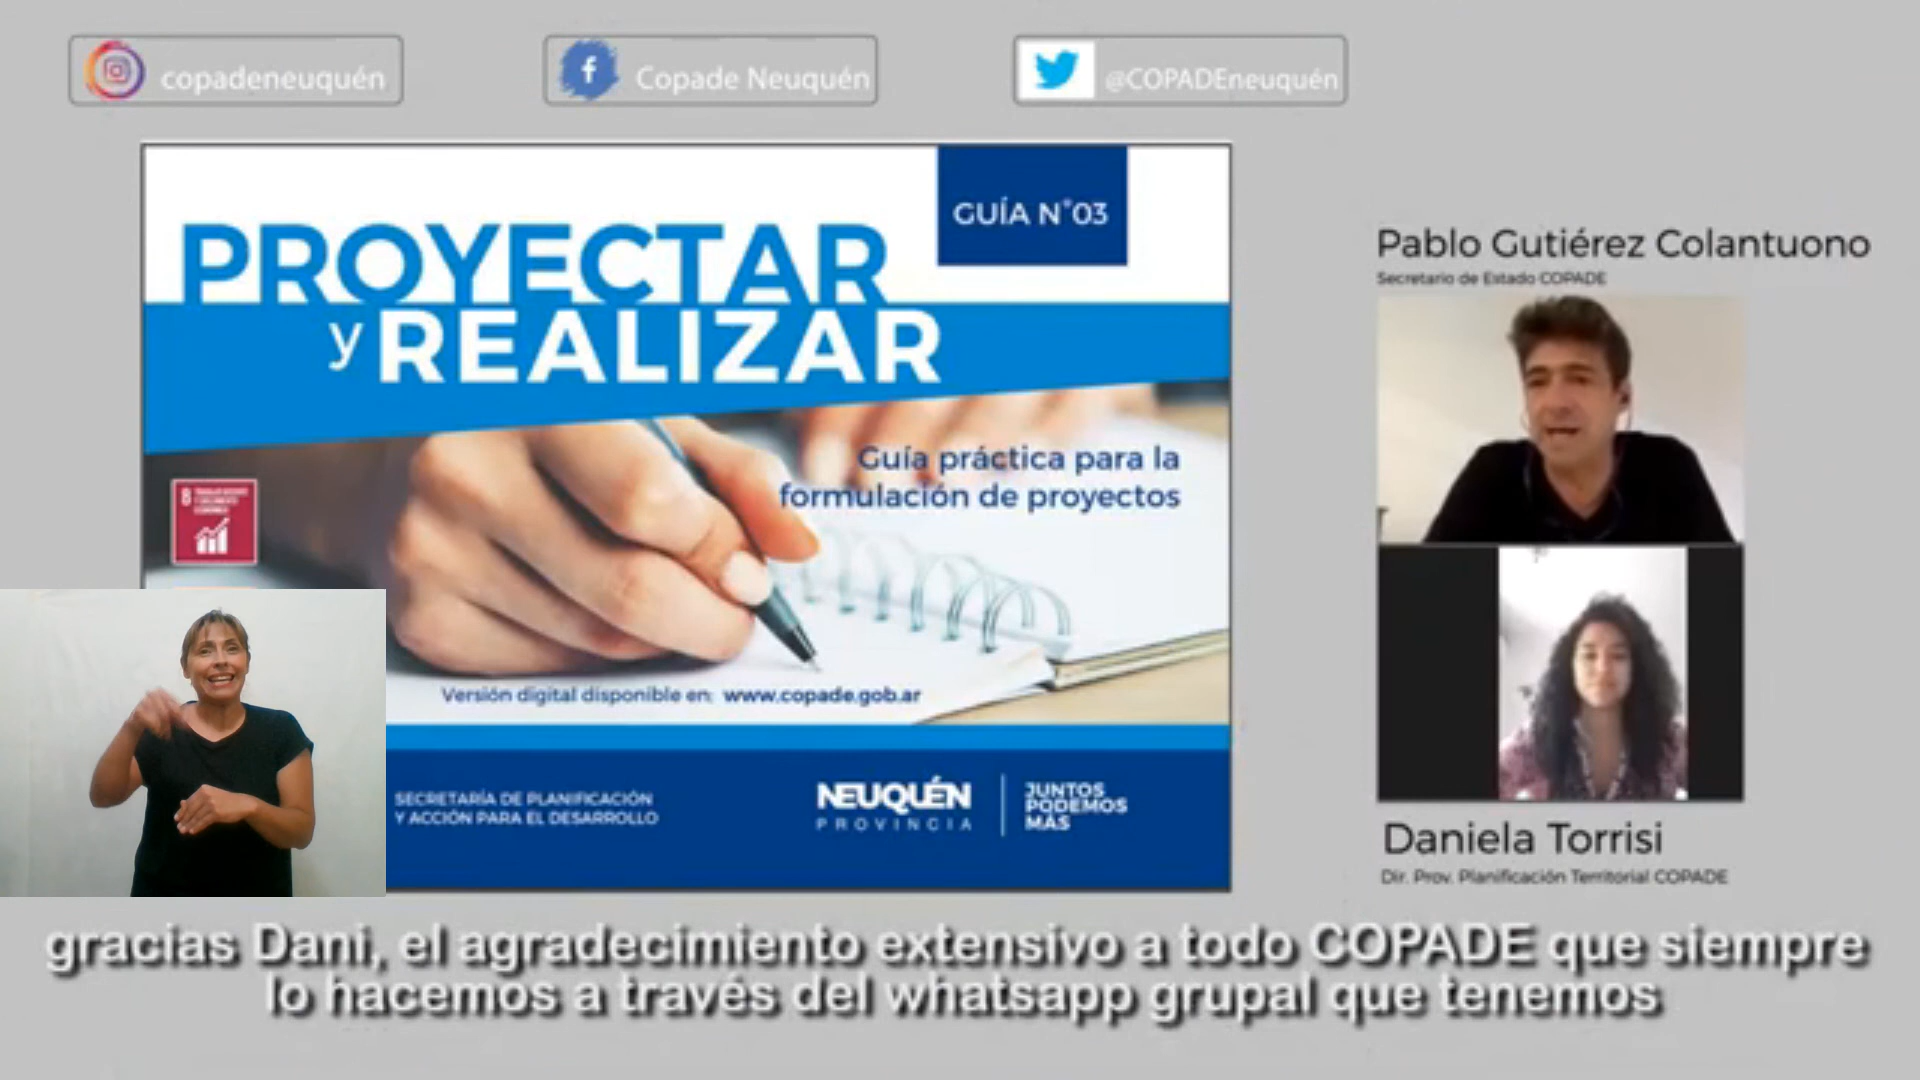 copadeneuquén
Copade Neuquén
@COPADEneuquén
GUÍA N°03
PROYECTAR
y REALIZAR
Guía práctica para la
formulación de proyectos
8
Versión digital disponible en: www.copade.gob.ar
SECRETARÍA DE PLANIFICACIÓN
Y ACCIÓN PARA EL DESARROLLO
NEUQUÉN
PROVINCIA
JUNTOS
PODEMOS
MÁS
Pablo Gutiérez Colantuono
Secretario de Estado COPADE
Daniela Torrisi
Dir. Prov. Planificación Territorial COPADE
gracias Dani, el agradecimiento extensivo a todo COPADE que siempre
lo hacemos a través del whatsapp grupal que tenemos